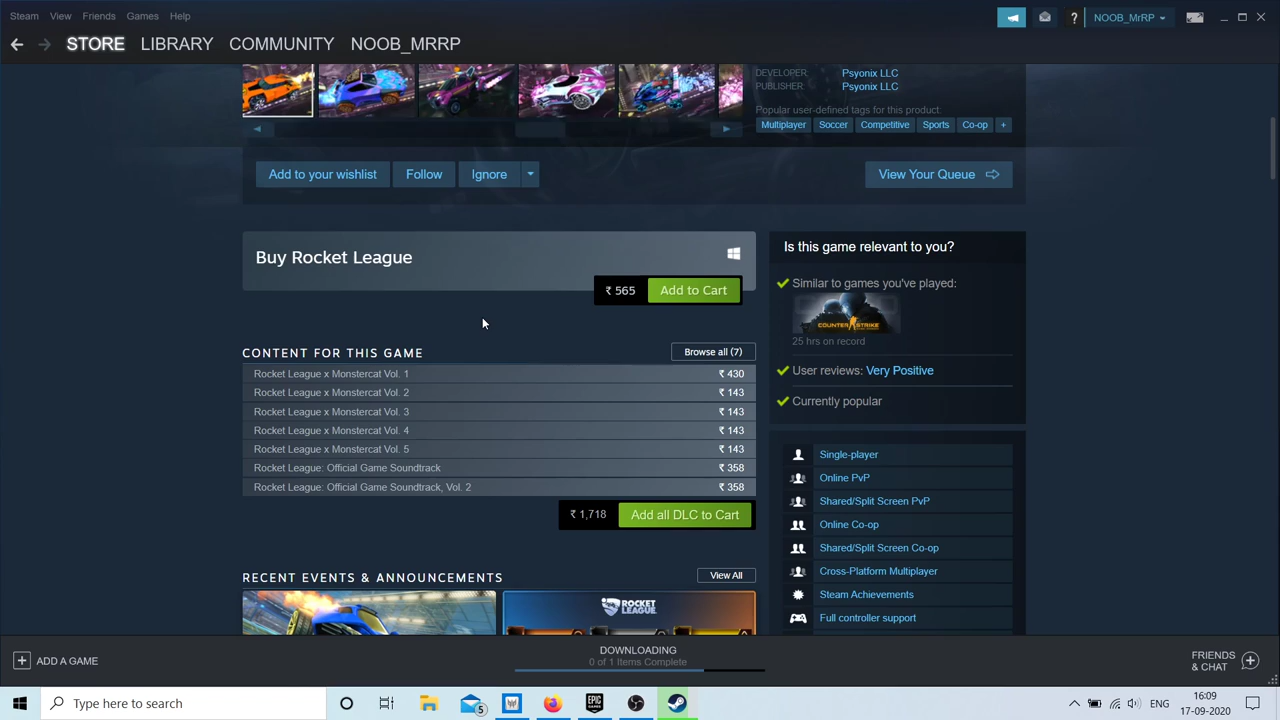 Steam View Friends Games Help
NOOB_MrRP
STORE LIBRARY COMMUNITY NOOB_MRRP
DEVELOPER: Psyonix LLC
PUBLISHER: Psyonix LLC
Popular user-defined tags for this product:
Multiplayer Soccer Competitive Sports Co-op +
Add to your wishlist Follow Ignore View Your Queue
Buy Rocket League
₹ 565 Add to Cart
Is this game relevant to you?
Similar to games you've played:
COUNTER STRIKE
25 hrs on record
User reviews: Very Positive
Currently popular
CONTENT FOR THIS GAME Browse all (7)
Rocket League x Monstercat Vol. 1 ₹ 430
Rocket League x Monstercat Vol. 2 ₹ 143
Rocket League x Monstercat Vol. 3 ₹ 143
Rocket League x Monstercat Vol. 4 ₹ 143
Rocket League x Monstercat Vol. 5 ₹ 143
Rocket League: Official Game Soundtrack ₹ 358
Rocket League: Official Game Soundtrack, Vol. 2 ₹ 358
₹ 1,718 Add all DLC to Cart
Single-player
Online PvP
Shared/Split Screen PvP
Online Co-op
Shared/Split Screen Co-op
Cross-Platform Multiplayer
Steam Achievements
Full controller support
RECENT EVENTS & ANNOUNCEMENTS View All
ROCKET LEAGUE
ADD A GAME
DOWNLOADING
0 of 1 Items Complete
FRIENDS
& CHAT
Type here to search
5
EPIC GAMES
ENG
16:09
17-09-2020